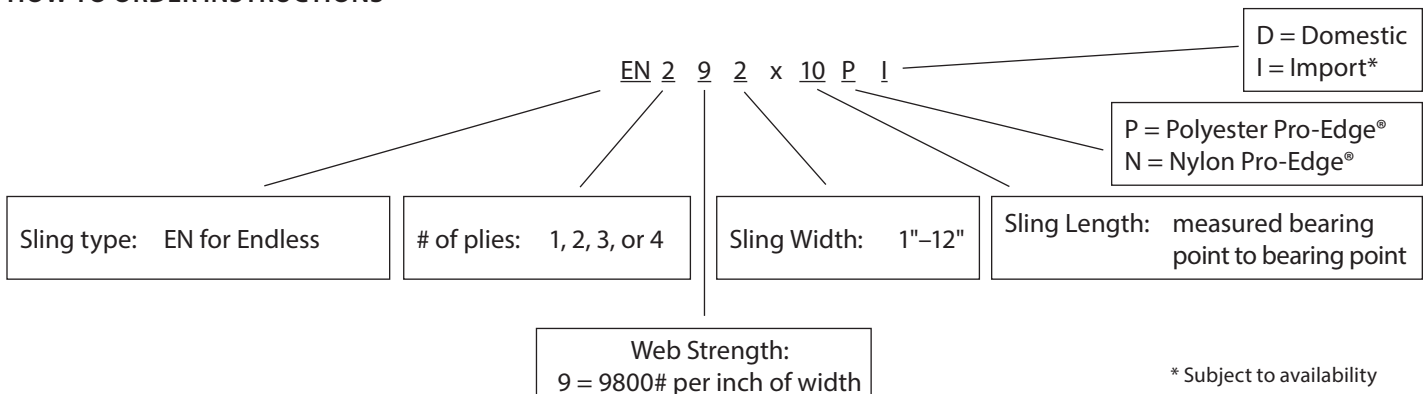 HOW TO ORDER INSTRUCTIONS
D = Domestic
I = Import*
EN 2 9 2 x 10 P I
P = Polyester Pro-Edge®
N = Nylon Pro-Edge®
Sling type: EN for Endless
# of plies: 1, 2, 3, or 4
Sling Width: 1"–12"
Sling Length: measured bearing
point to bearing point
Web Strength:
9 = 9800# per inch of width
* Subject to availability